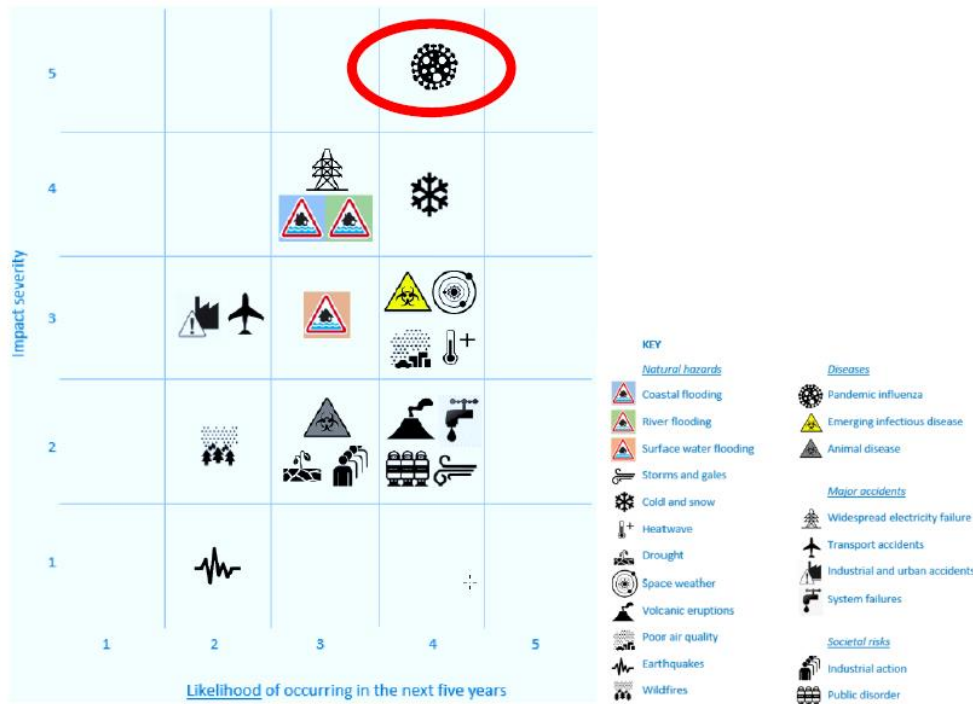 5
4
Impact severity
3
2
1
1 2 3 4 5
Likelihood of occurring in the next five years
KEY
Natural hazards
Coastal flooding
River flooding
Surface water flooding
Storms and gales
Cold and snow
Heatwave
Drought
Space weather
Volcanic eruptions
Poor air quality
Earthquakes
Wildfires
Diseases
Pandemic influenza
Emerging infectious disease
Animal disease
Major accidents
Widespread electricity failure
Transport accidents
Industrial and urban accidents
System failures
Societal risks
Industrial action
Public disorder